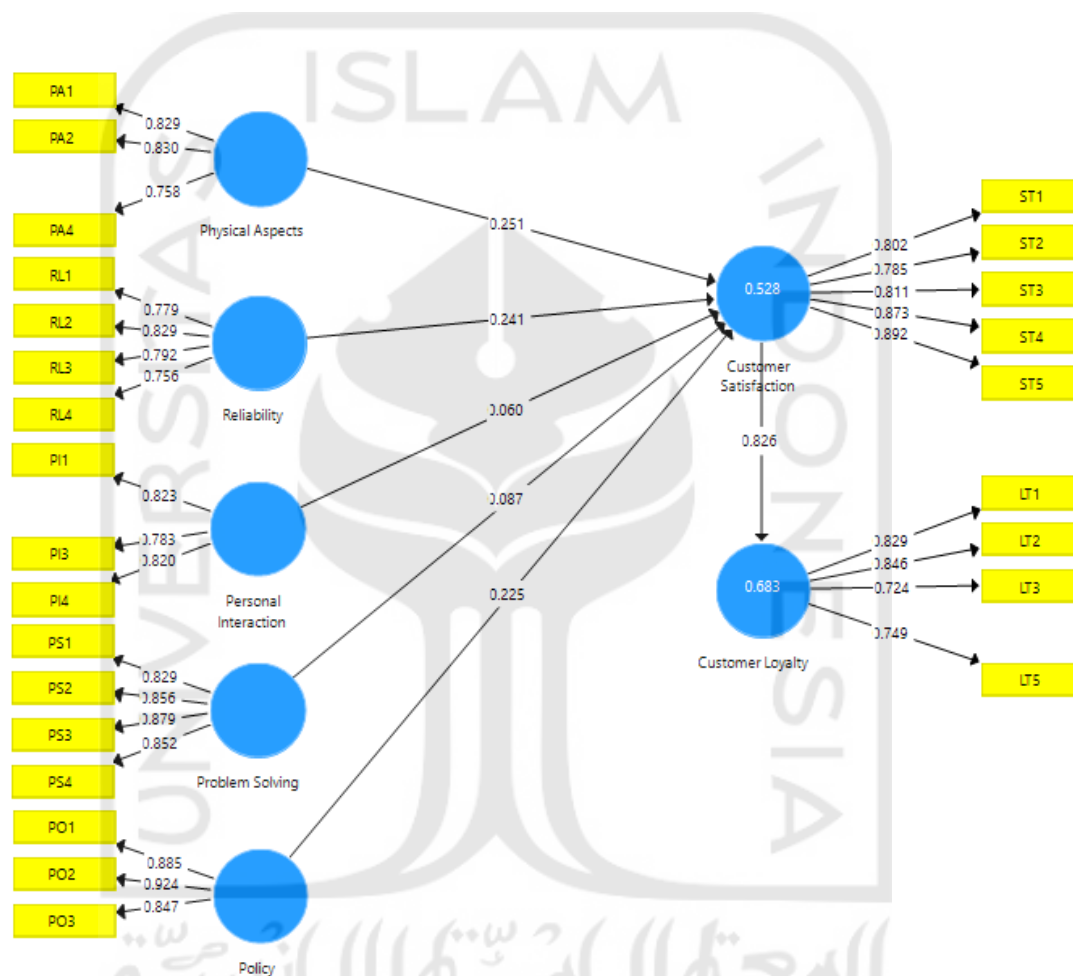 ISLAM
UNIVERSITAS
INDONESIA
PA1
PA2
PA4
0.829
0.830
0.758
Physical Aspects
RL1
RL2
RL3
RL4
0.779
0.829
0.792
0.756
Reliability
PI1
PI3
PI4
0.823
0.783
0.820
Personal
Interaction
PS1
PS2
PS3
PS4
0.829
0.856
0.879
0.852
Problem Solving
PO1
PO2
PO3
0.885
0.924
0.847
Policy
0.251
0.241
0.060
0.087
0.225
0.528
Customer
Satisfaction
0.826
0.683
Customer Loyalty
0.802
0.785
0.811
0.873
0.892
ST1
ST2
ST3
ST4
ST5
0.829
0.846
0.724
0.749
LT1
LT2
LT3
LT5